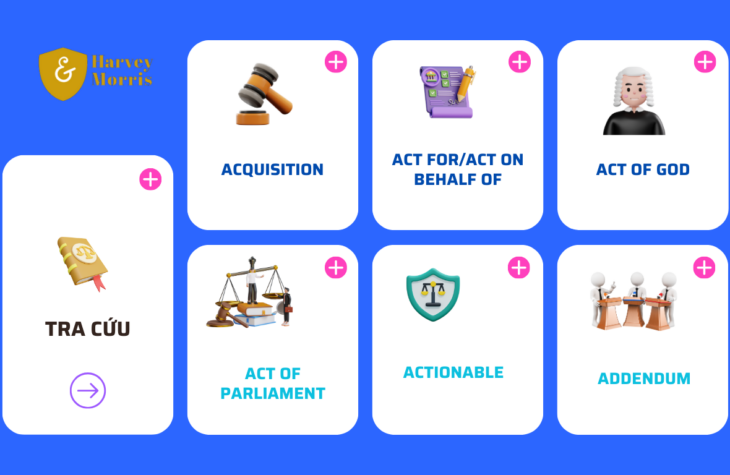 &
Harvey
Morris
TRA CỨU
ACQUISITION
ACT FOR/ACT ON
BEHALF OF
ACT OF GOD
ACT OF
PARLIAMENT
ACTIONABLE
ADDENDUM